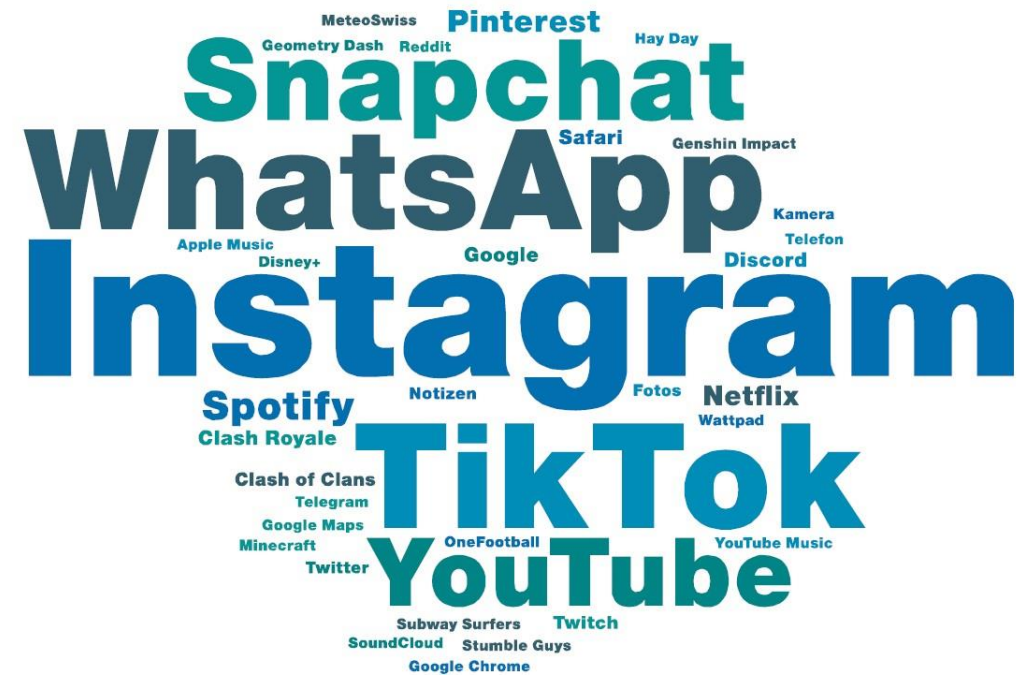 MeteoSwiss
Pinterest
Geometry Dash
Reddit
Hay Day
Snapchat
Safari
Genshin Impact
WhatsApp
Kamera
Telefon
Apple Music
Disney+
Google
Discord
Instagram
Notizen
Fotos
Netflix
Spotify
Wattpad
Clash Royale
TikTok
Clash of Clans
Telegram
Google Maps
Minecraft
OneFootball
YouTube Music
Twitter
YouTube
Subway Surfers
Twitch
SoundCloud
Stumble Guys
Google Chrome